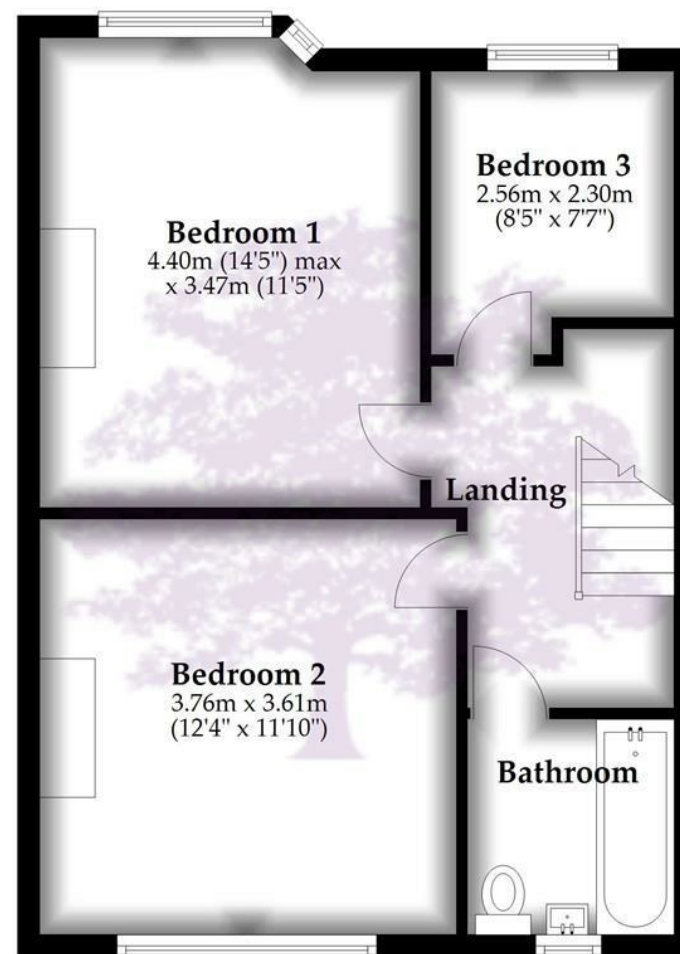 Bedroom 1
4.40m (14'5") max
x 3.47m (11'5")
Bedroom 3
2.56m x 2.30m
(8'5" x 7'7")
Landing
Bedroom 2
3.76m x 3.61m
(12'4" x 11'10")
Bathroom